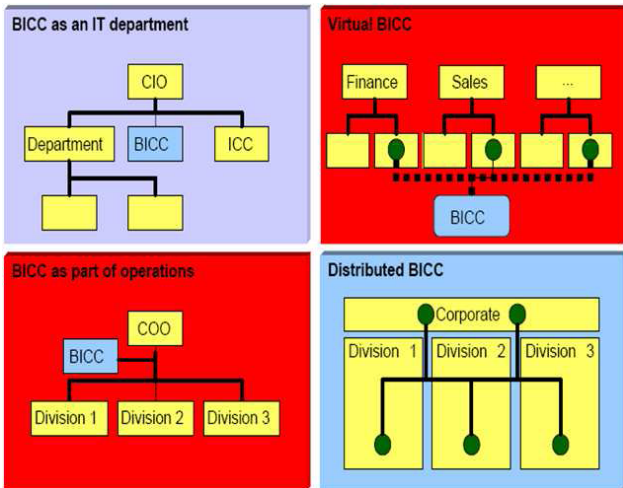 BICC as an IT department
CIO
Department
BICC
ICC
Virtual BICC
Finance
Sales
...
BICC
BICC as part of operations
COO
BICC
Division 1
Division 2
Division 3
Distributed BICC
Corporate
Division 1
Division 2
Division 3